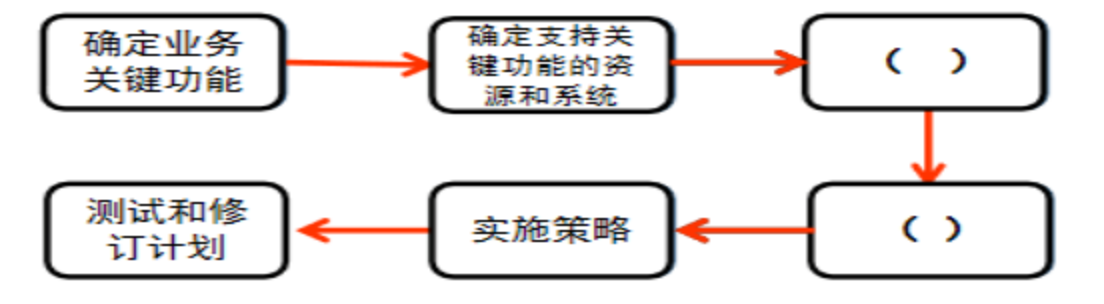 确定业务
关键功能
确定支持关
键功能的资
源和系统
（ ）
（ ）
实施策略
测试和修
订计划